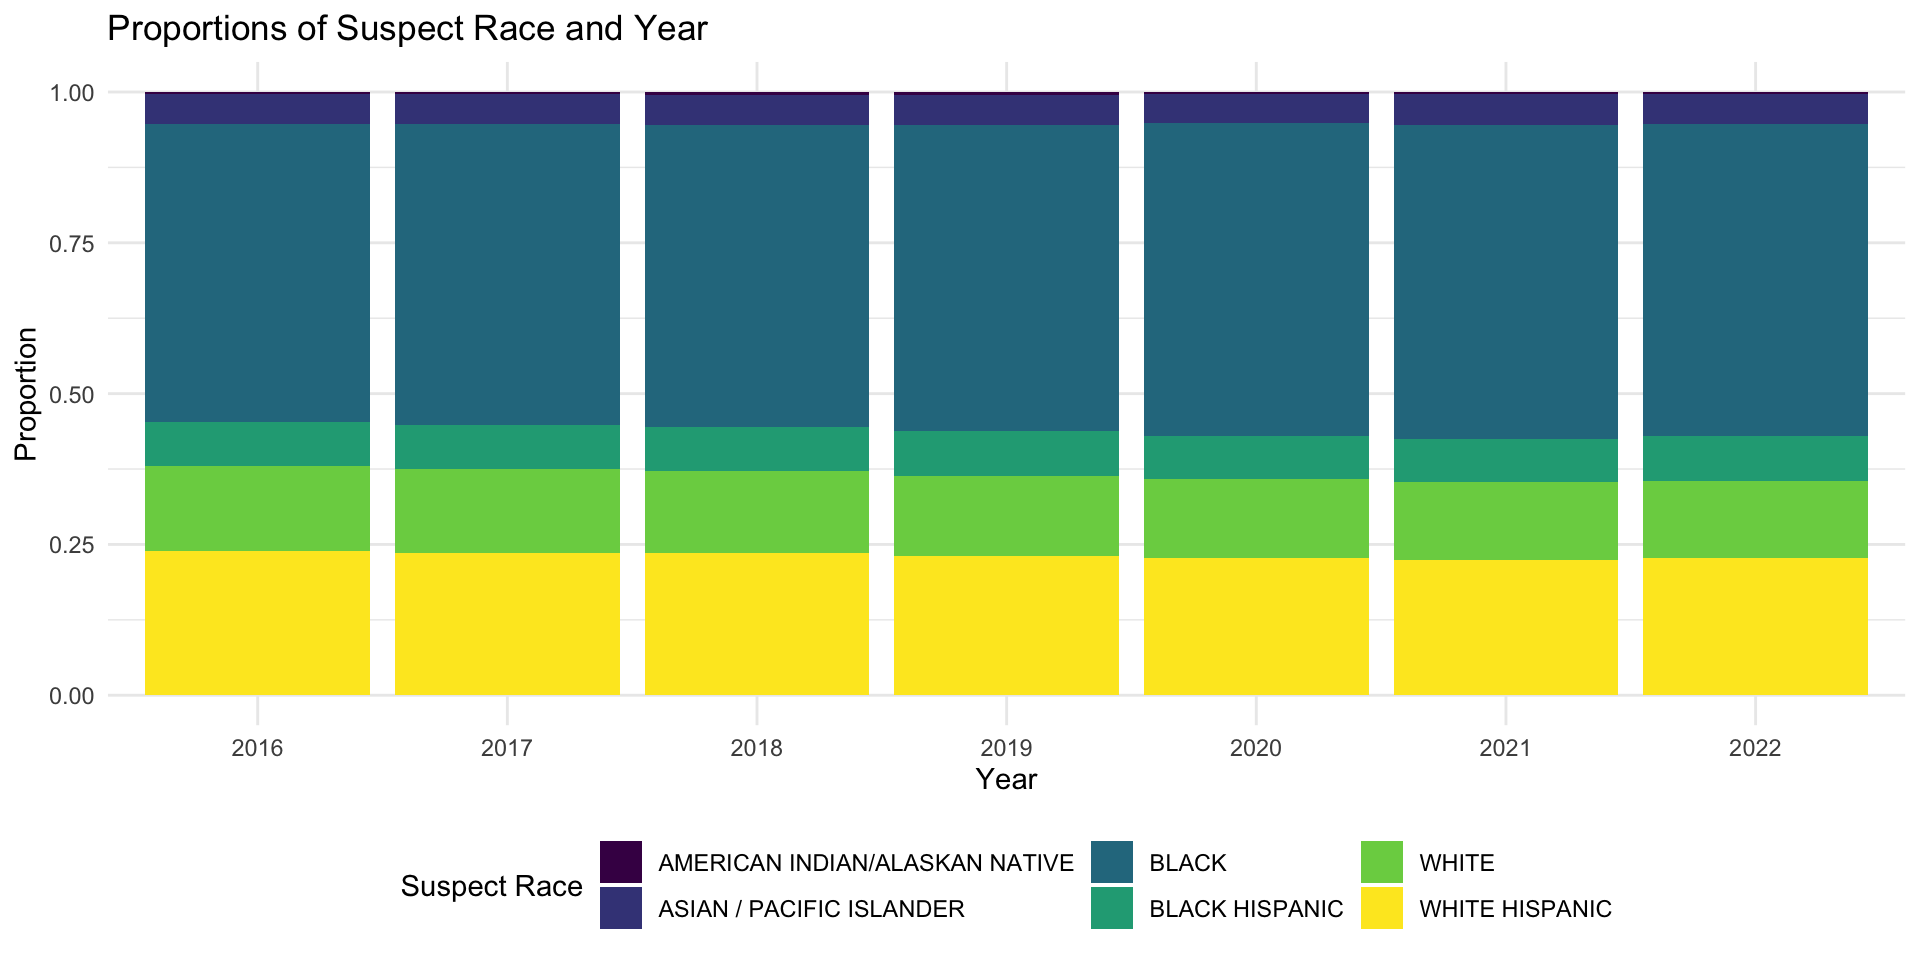 Proportions of Suspect Race and Year
1.00
0.75
0.50
0.25
0.00
Proportion
2016 2017 2018 2019 2020 2021 2022
Year
Suspect Race
AMERICAN INDIAN/ALASKAN NATIVE BLACK WHITE
ASIAN / PACIFIC ISLANDER BLACK HISPANIC WHITE HISPANIC